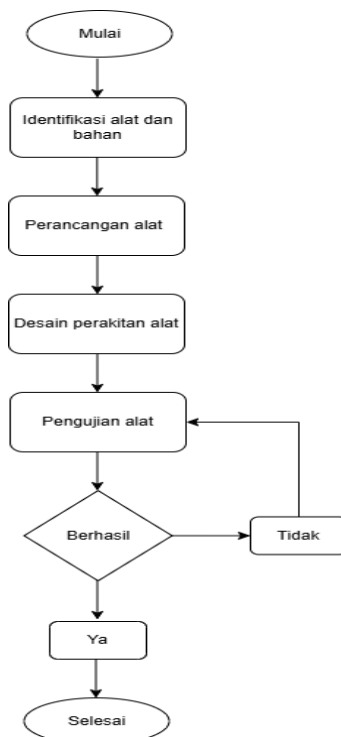 Mulai
Identifikasi alat dan
bahan
Perancangan alat
Desain perakitan alat
Pengujian alat
Berhasil
Tidak
Ya
Selesai